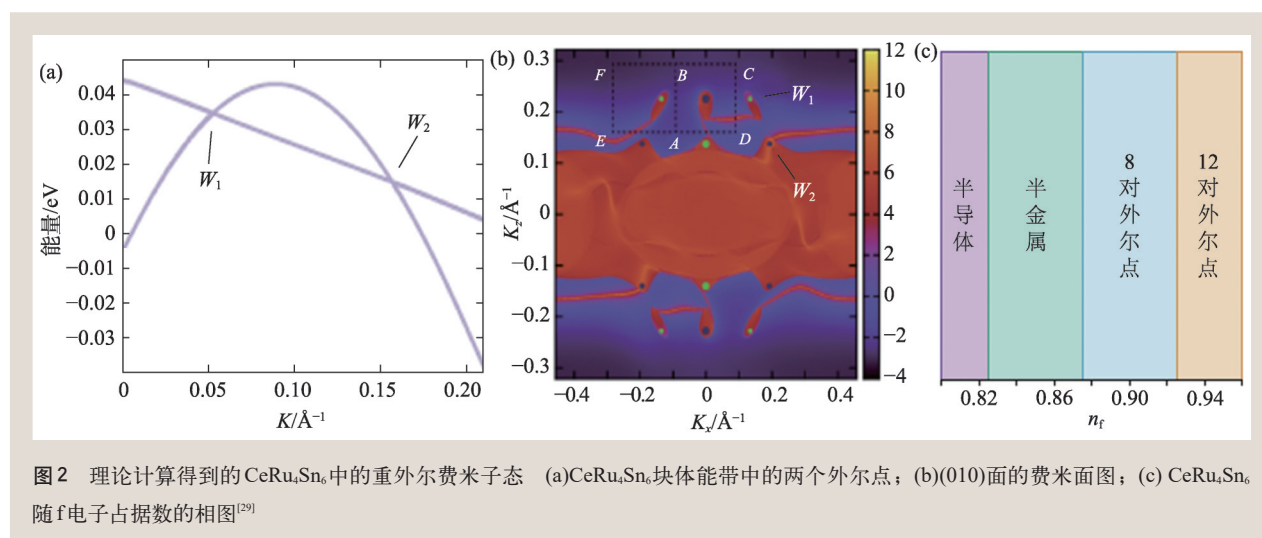 (a)
0.04
0.03
0.02
0.01
0
−0.01
−0.02
−0.03
能量/eV
W₁
W₂
0
0.05
0.10
0.15
0.20
K/Å⁻¹
(b)
0.3
0.2
0.1
0
−0.1
−0.2
−0.3
K_z/Å⁻¹
F
B
C
W₁
E
A
D
W₂
−0.4
−0.2
0
0.2
0.4
Kₓ/Å⁻¹
12
10
8
6
4
2
0
−2
−4
(c)
半导体
半金属
8对外尔点
12对外尔点
0.82
0.86
0.90
0.94
n_f
图2 理论计算得到的CeRu₄Sn₆中的重外尔费米子态 (a)CeRu₄Sn₆块体能带中的两个外尔点；(b)(010)面的费米面图；(c) CeRu₄Sn₆
随f电子占据数的相图[29]